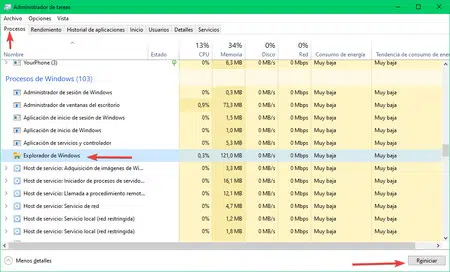 Administrador de tareas
Archivo Opciones Vista
Procesos Rendimiento Historial de aplicaciones Inicio Usuarios Detalles Servicios
13% 34% 0% 0%
Nombre Estado CPU Memoria Disco Red Consumo de energía Tendencia de consumo de ener
YourPhone (3) 0% 6,3 MB 0 MB/s 0 Mbps Muy baja Muy baja
Procesos de Windows (103)
Administrador de sesión de Windows 0% 0,3 MB 0 MB/s 0 Mbps Muy baja Muy baja
Administrador de ventanas del escritorio 0,9% 73,3 MB 0 MB/s 0 Mbps Muy baja Muy baja
Aplicación de inicio de sesión de Windows 0% 1,5 MB 0 MB/s 0 Mbps Muy baja Muy baja
Aplicación de inicio de Windows 0% 1,0 MB 0 MB/s 0 Mbps Muy baja Muy baja
Aplicación de servicios y controlador 0% 5,3 MB 0 MB/s 0 Mbps Muy baja Muy baja
Explorador de Windows 0,3% 121,0 MB 0 MB/s 0 Mbps Muy baja Muy baja
Host de servicio: Adquisición de imágenes de Wi... 0% 3,3 MB 0 MB/s 0 Mbps Muy baja Muy baja
Host de servicio: Iniciador de procesos de servido... 0% 16,1 MB 0 MB/s 0 Mbps Muy baja Muy baja
Host de servicio: Llamada a procedimiento remot... 0% 12,1 MB 0 MB/s 0 Mbps Muy baja Muy baja
Host de servicio: Servicio de red 0% 4,7 MB 0 MB/s 0 Mbps Muy baja Muy baja
Host de servicio: Servicio local (red restringida) 0% 1,2 MB 0 MB/s 0 Mbps Muy baja Muy baja
Host de servicio: Servicio local (red restringida) 0% 1,8 MB 0 MB/s 0 Mbps Muy baja Muy baja
Menos detalles Reiniciar